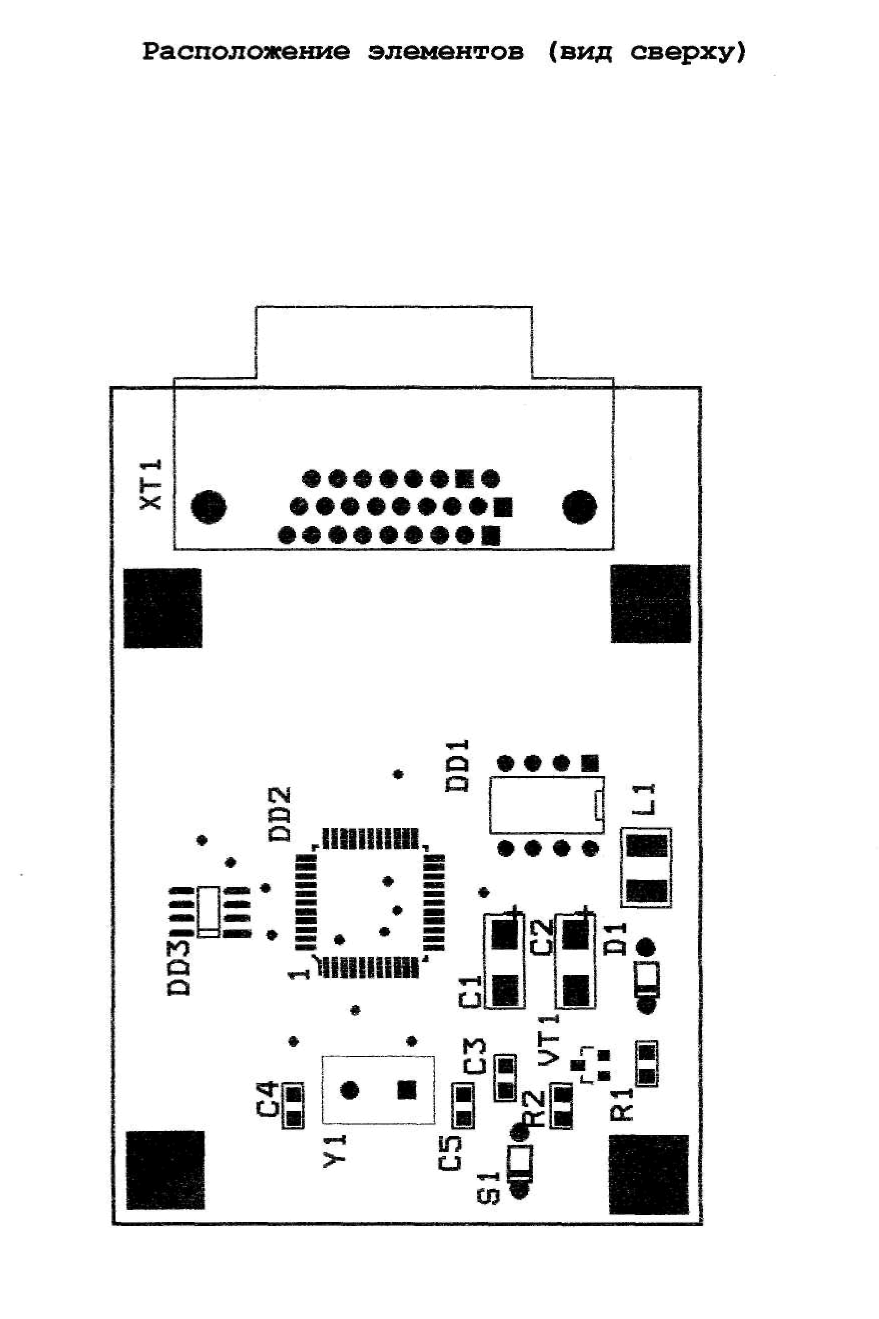 Расположение элементов (вид сверху)
XT1
DD1
L1
DD2
DD3
1
C1
C2
D1
VT1
C3
C4
R2
R1
Y1
C5
S1